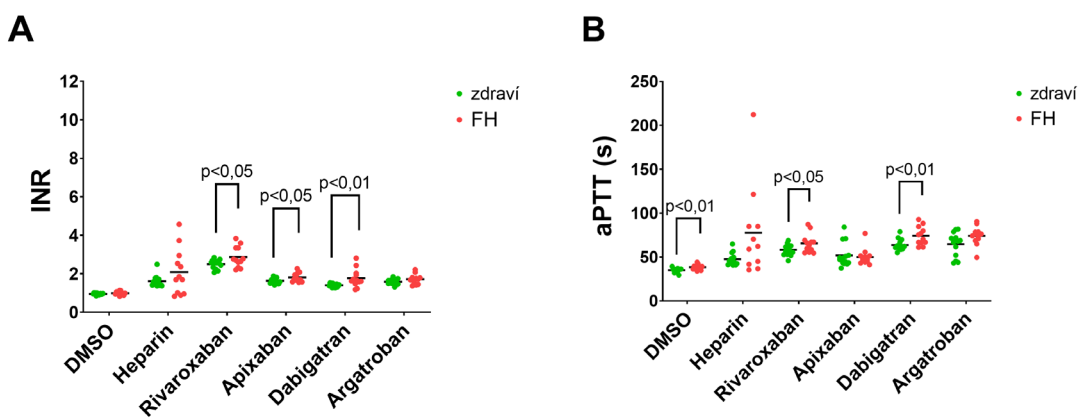 A
INR
12
10
8
6
4
2
0
p<0,05
p<0,05
p<0,01
zdraví
FH
DMSO
Heparin
Rivaroxaban
Apixaban
Dabigatran
Argatroban
B
aPTT (s)
250
200
150
100
50
0
p<0,01
p<0,05
p<0,01
zdraví
FH
DMSO
Heparin
Rivaroxaban
Apixaban
Dabigatran
Argatroban